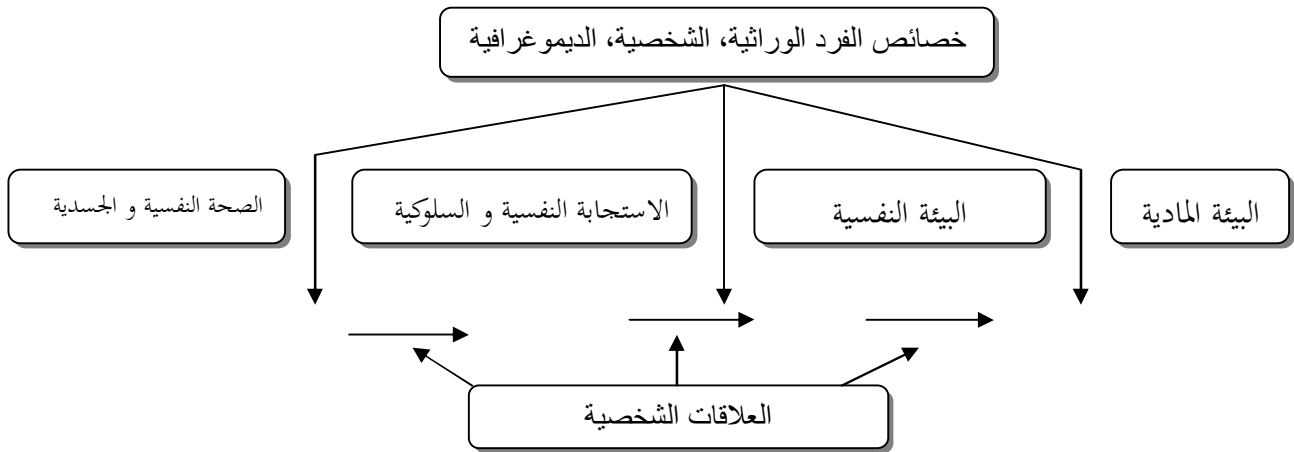 خصائص الفرد الوراثية، الشخصية، الديموغرافية
البيئة المادية
البيئة النفسية
الاستجابة النفسية و السلوكية
الصحة النفسية و الجسدية
العلاقات الشخصية